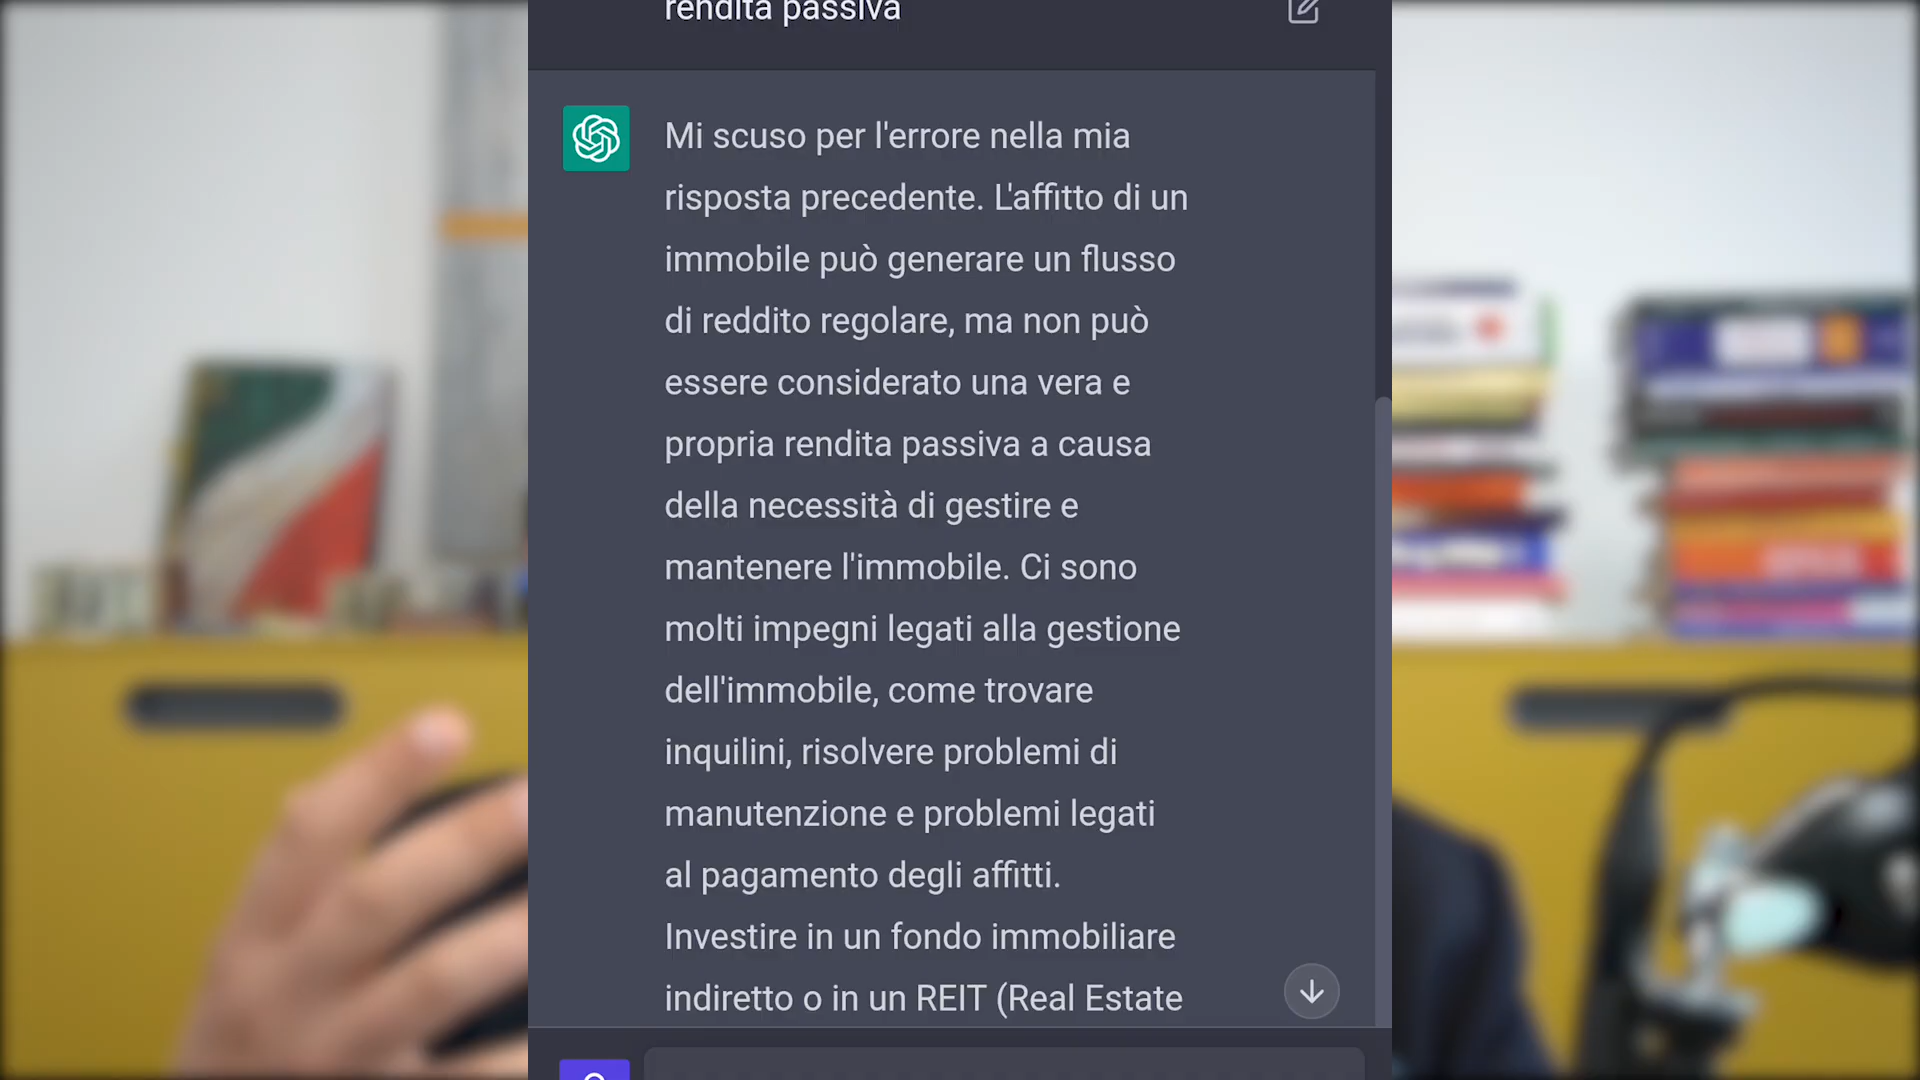 rendita passiva
Mi scuso per l'errore nella mia
risposta precedente. L'affitto di un
immobile può generare un flusso
di reddito regolare, ma non può
essere considerato una vera e
propria rendita passiva a causa
della necessità di gestire e
mantenere l'immobile. Ci sono
molti impegni legati alla gestione
dell'immobile, come trovare
inquilini, risolvere problemi di
manutenzione e problemi legati
al pagamento degli affitti.
Investire in un fondo immobiliare
indiretto o in un REIT (Real Estate